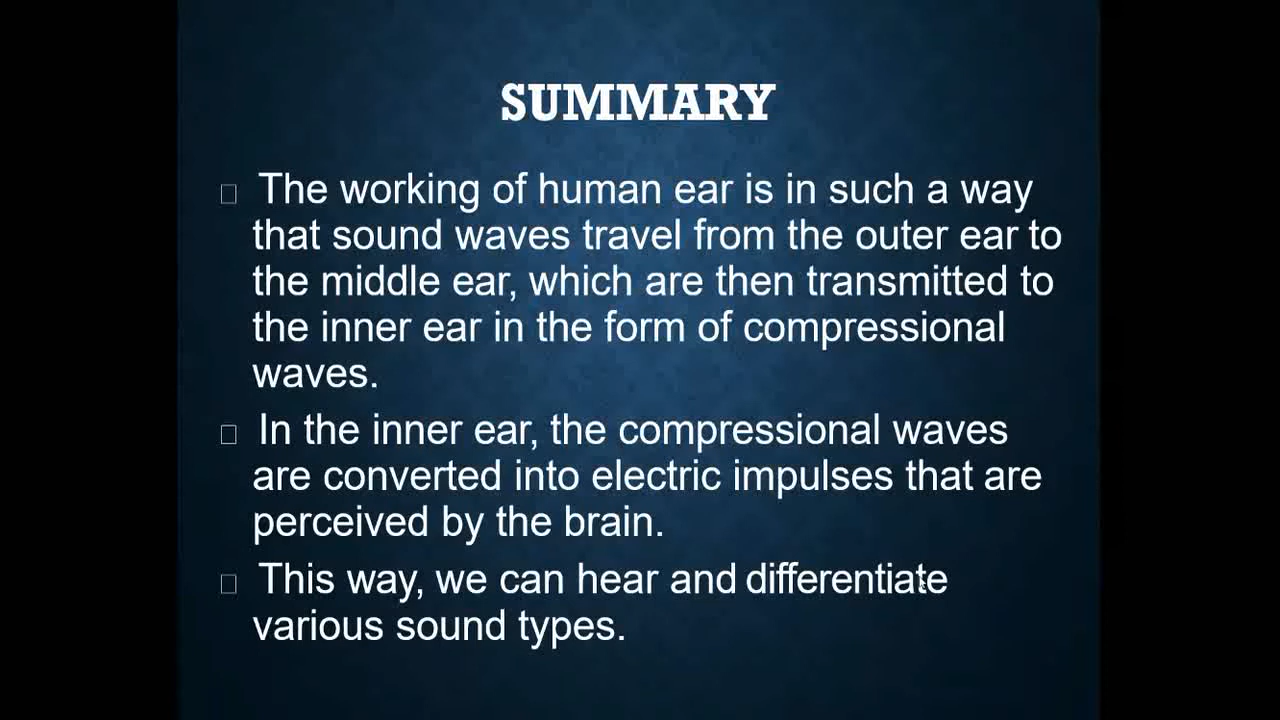 SUMMARY
The working of human ear is in such a way
that sound waves travel from the outer ear to
the middle ear, which are then transmitted to
the inner ear in the form of compressional
waves.
In the inner ear, the compressional waves
are converted into electric impulses that are
perceived by the brain.
This way, we can hear and differentiate
various sound types.